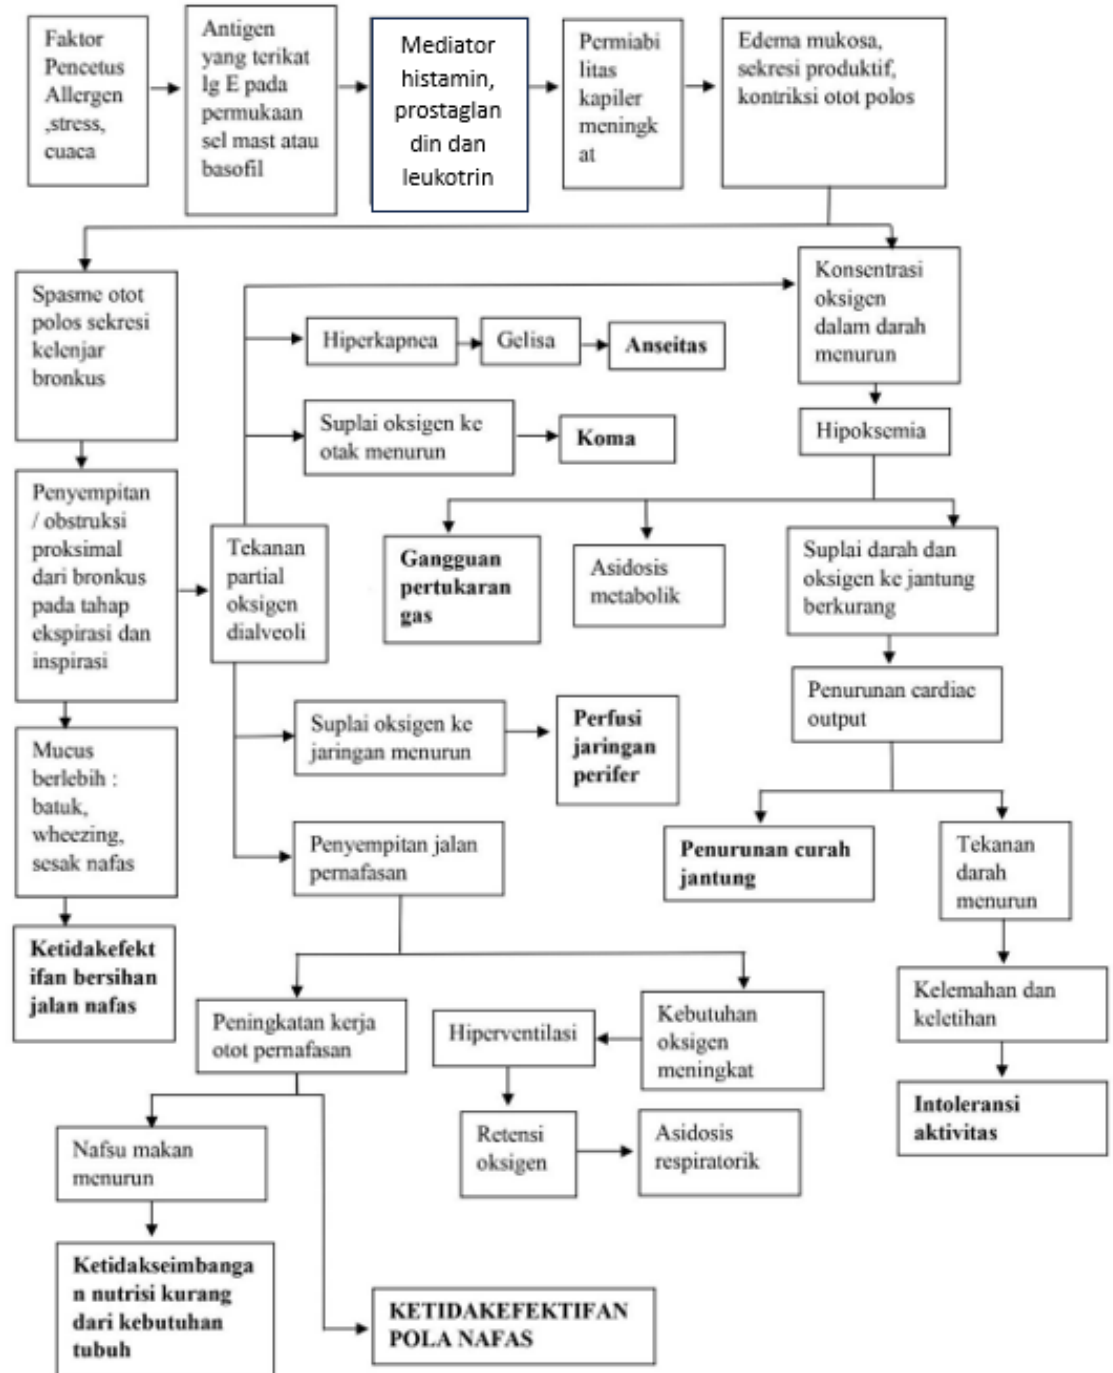 Faktor
Pencetus
Allergen
,stress,
cuaca
Antigen
yang terikat
Ig E pada
permukaan
sel mast atau
basofil
Mediator
histamin,
prostaglan
din dan
leukotrin
Permiabi
litas
kapiler
meningk
at
Edema mukosa,
sekresi produktif,
kontriksi otot polos
Spasme otot
polos sekresi
kelenjar
bronkus
Konsentrasi
oksigen
dalam darah
menurun
Hiperkapnea
Gelisa
Anseitas
Suplai oksigen ke
otak menurun
Koma
Hipoksemia
Penyempitan
/ obstruksi
proksimal
dari bronkus
pada tahap
ekspirasi dan
inspirasi
Tekanan
partial
oksigen
dialveoli
Gangguan
pertukaran
gas
Asidosis
metabolik
Suplai darah dan
oksigen ke jantung
berkurang
Penurunan cardiac
output
Mucus
berlebih :
batuk,
wheezing,
sesak nafas
Suplai oksigen ke
jaringan menurun
Perfusi
jaringan
perifer
Penyempitan jalan
pernafasan
Penurunan curah
jantung
Tekanan
darah
menurun
Ketidakefekt
ifan bersihan
jalan nafas
Peningkatan kerja
otot pernafasan
Hiperventilasi
Kebutuhan
oksigen
meningkat
Kelemahan dan
keletihan
Retensi
oksigen
Asidosis
respiratorik
Intoleransi
aktivitas
Nafsu makan
menurun
Ketidakseimbanga
n nutrisi kurang
dari kebutuhan
tubuh
KETIDAKEFEKTIFAN
POLA NAFAS